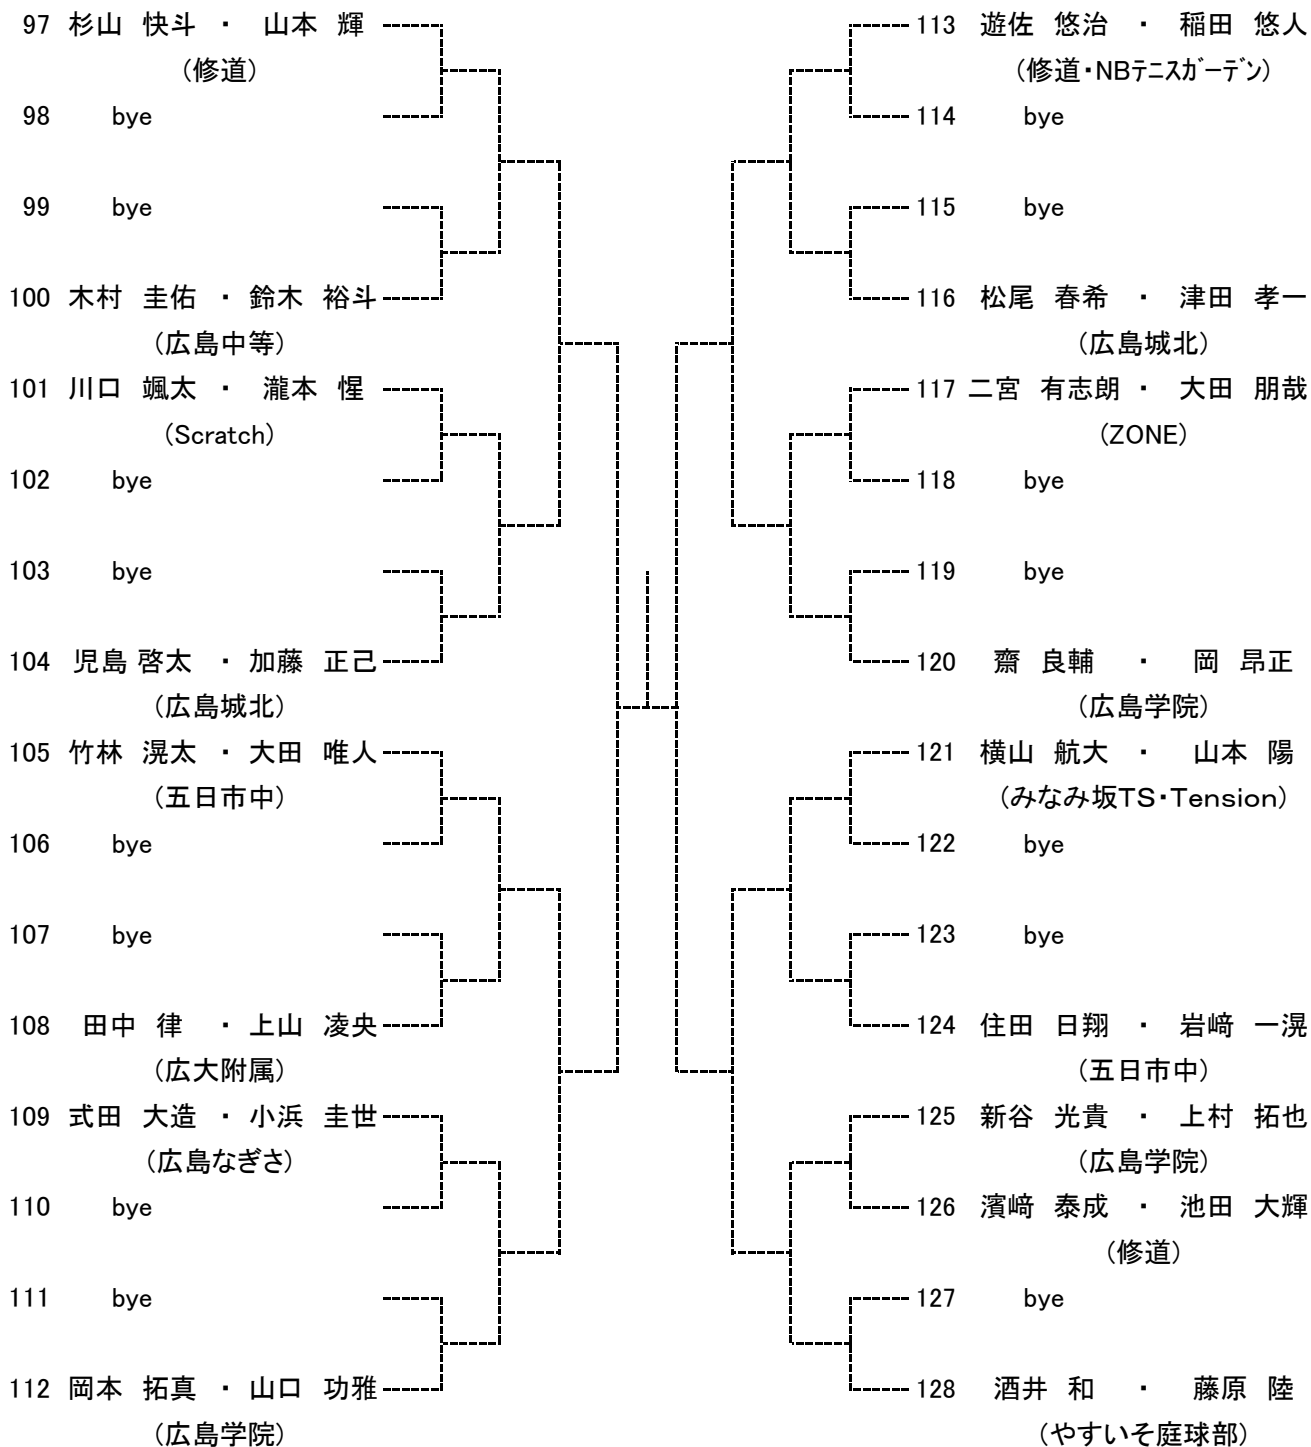 97 杉山 快斗 ・ 山本 輝
(修道)
98 bye
99 bye
100 木村 圭佑 ・ 鈴木 裕斗
(広島中等)
101 川口 颯太 ・ 瀧本 惺
(Scratch)
102 bye
103 bye
104 児島 啓太 ・ 加藤 正己
(広島城北)
105 竹林 滉太 ・ 大田 唯人
(五日市中)
106 bye
107 bye
108 田中 律 ・ 上山 凌央
(広大附属)
109 式田 大造 ・ 小浜 圭世
(広島なぎさ)
110 bye
111 bye
112 岡本 拓真 ・ 山口 功雅
(広島学院)
113 遊佐 悠治 ・ 稲田 悠人
(修道・NBテニスガーデン)
114 bye
115 bye
116 松尾 春希 ・ 津田 孝一
(広島城北)
117 二宮 有志朗 ・ 大田 朋哉
(ZONE)
118 bye
119 bye
120 齋 良輔 ・ 岡 昂正
(広島学院)
121 横山 航大 ・ 山本 陽
(みなみ坂TS・Tension)
122 bye
123 bye
124 住田 日翔 ・ 岩﨑 一滉
(五日市中)
125 新谷 光貴 ・ 上村 拓也
(広島学院)
126 濱﨑 泰成 ・ 池田 大輝
(修道)
127 bye
128 酒井 和 ・ 藤原 陸
(やすいそ庭球部)